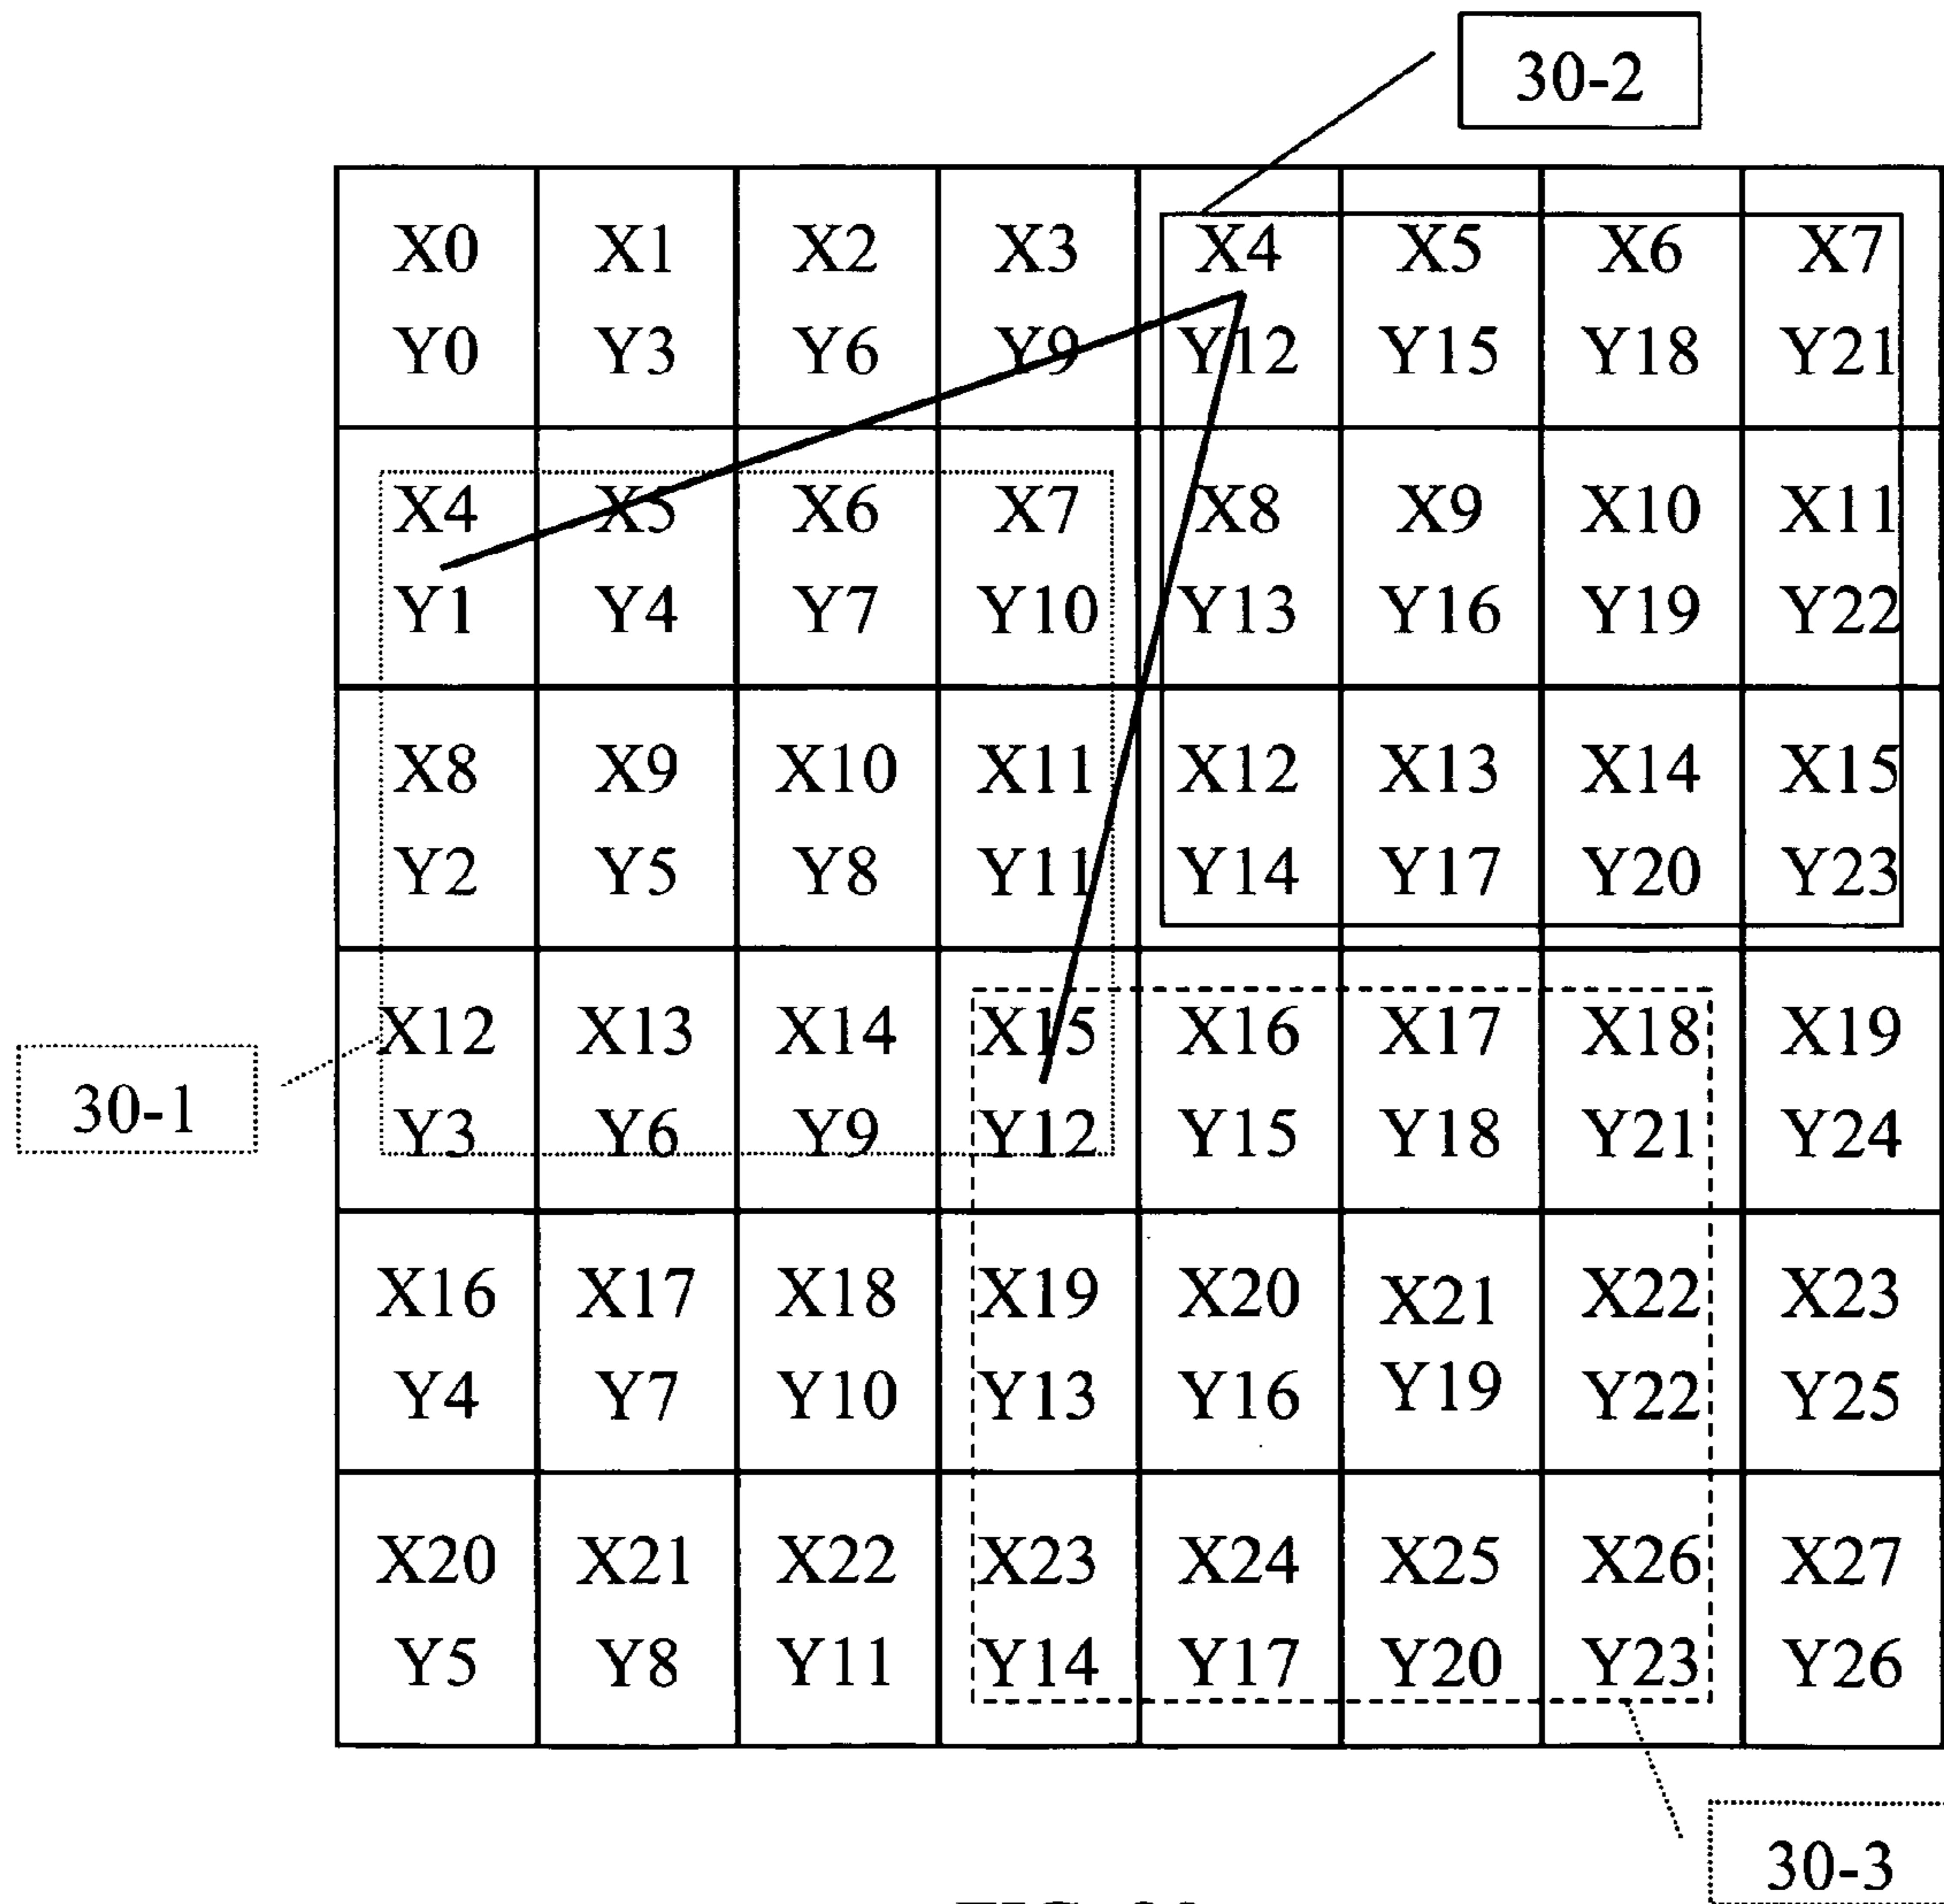 30-2
X0 X1 X2 X3 X4 X5 X6 X7
Y0 Y3 Y6 Y9 Y12 Y15 Y18 Y21
X4 X5 X6 X7 X8 X9 X10 X11
Y1 Y4 Y7 Y10 Y13 Y16 Y19 Y22
X8 X9 X10 X11 X12 X13 X14 X15
Y2 Y5 Y8 Y11 Y14 Y17 Y20 Y23
X12 X13 X14 X15 X16 X17 X18 X19
30-1
Y3 Y6 Y9 Y12 Y15 Y18 Y21 Y24
X16 X17 X18 X19 X20 X21 X22 X23
Y4 Y7 Y10 Y13 Y16 Y19 Y22 Y25
X20 X21 X22 X23 X24 X25 X26 X27
Y5 Y8 Y11 Y14 Y17 Y20 Y23 Y26
30-3